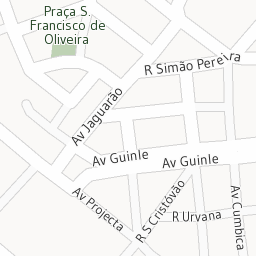 Praça S.
Francisco de
Oliveira
R Simão Pereira
Av Jaguarão
Av Guinle
Av Guinle
Av Projecta
R S Cristóvão
R Urvana
Av Cumbica